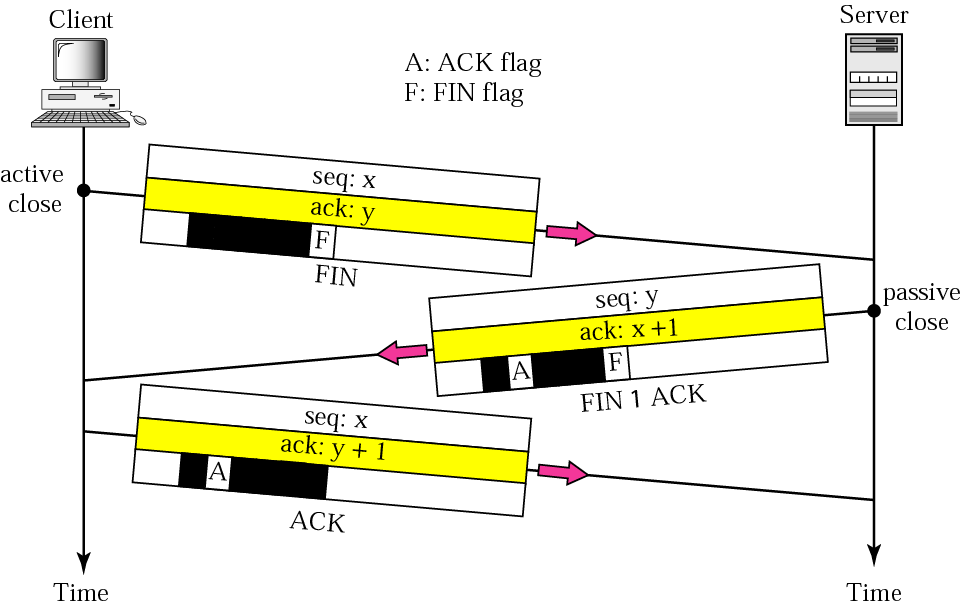 Client
Server
A: ACK flag
F: FIN flag
active
close
seq: x
ack: y
F
FIN
passive
close
seq: y
ack: x +1
A
F
FIN 1 ACK
seq: x
ack: y + 1
A
ACK
Time
Time